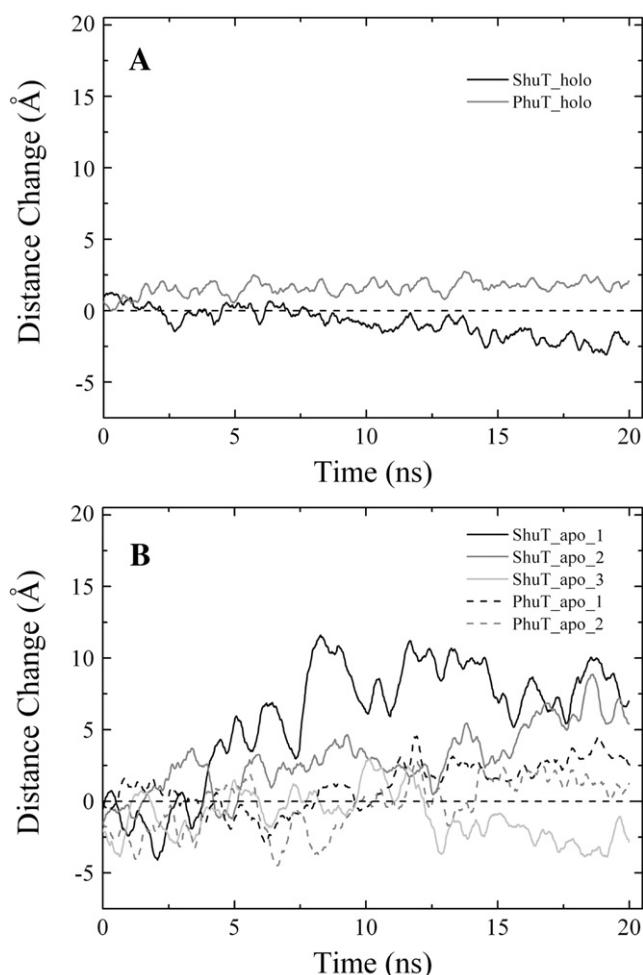 A
ShuT_holo
PhuT_holo
20
15
10
5
0
-5
Distance Change (Å)
0 5 10 15 20
Time (ns)
B
ShuT_apo_1
ShuT_apo_2
ShuT_apo_3
PhuT_apo_1
PhuT_apo_2
20
15
10
5
0
-5
Distance Change (Å)
0 5 10 15 20
Time (ns)